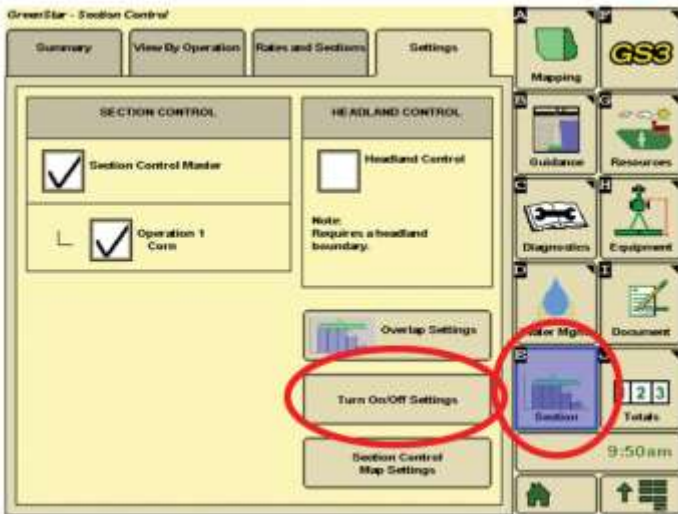 GreenStar - Section Control
Summary
View By Operation
Rates and Sections
Settings
SECTION CONTROL
Section Control Master
Operation 1
Corn
HEADLAND CONTROL
Headland Control
Note:
Requires a headland
boundary.
Overlap Settings
Turn On/Off Settings
Section Control
Map Settings
A
Mapping
F
GS3
B
Guidance
G
Resources
C
Diagnostics
H
Equipment
D
Water Mgmt
I
Document
E
Section
J
1 2 3
Totals
9:50am